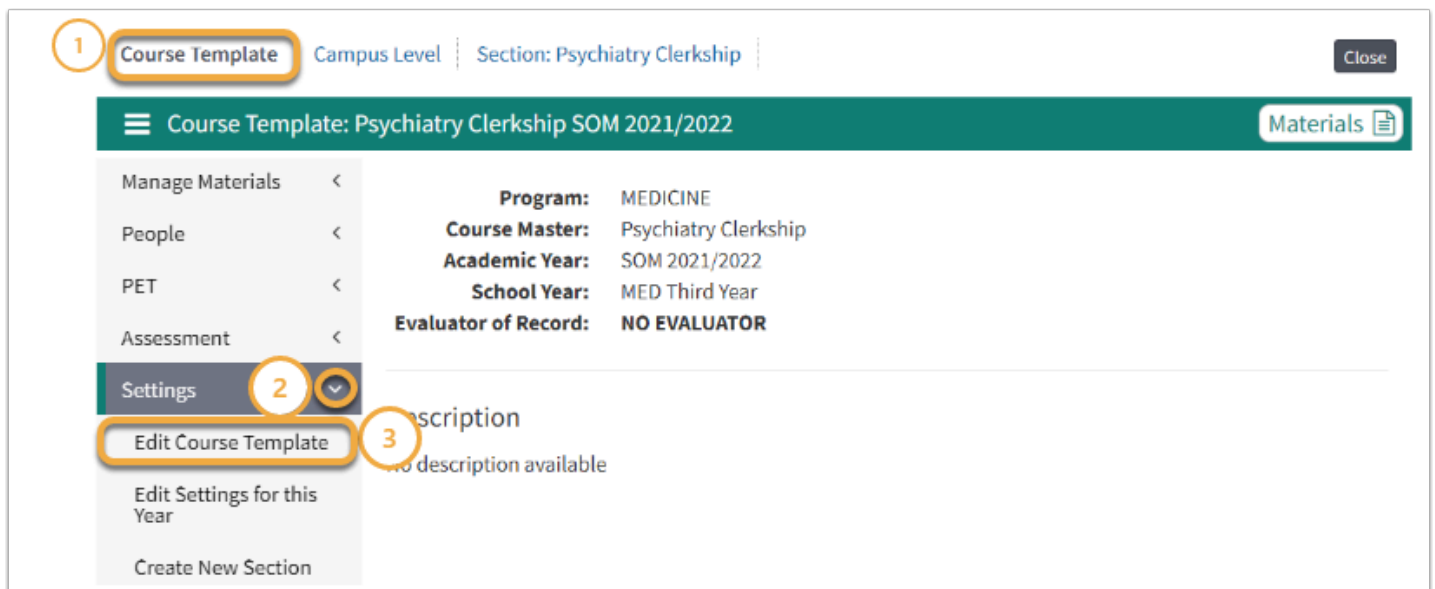 1 Course Template Campus Level Section: Psychiatry Clerkship Close
Course Template: Psychiatry Clerkship SOM 2021/2022 Materials
Manage Materials
People
PET
Assessment
Settings 2
Edit Course Template 3
Edit Settings for this
Year
Create New Section
Program: MEDICINE
Course Master: Psychiatry Clerkship
Academic Year: SOM 2021/2022
School Year: MED Third Year
Evaluator of Record: NO EVALUATOR
Description
No description available